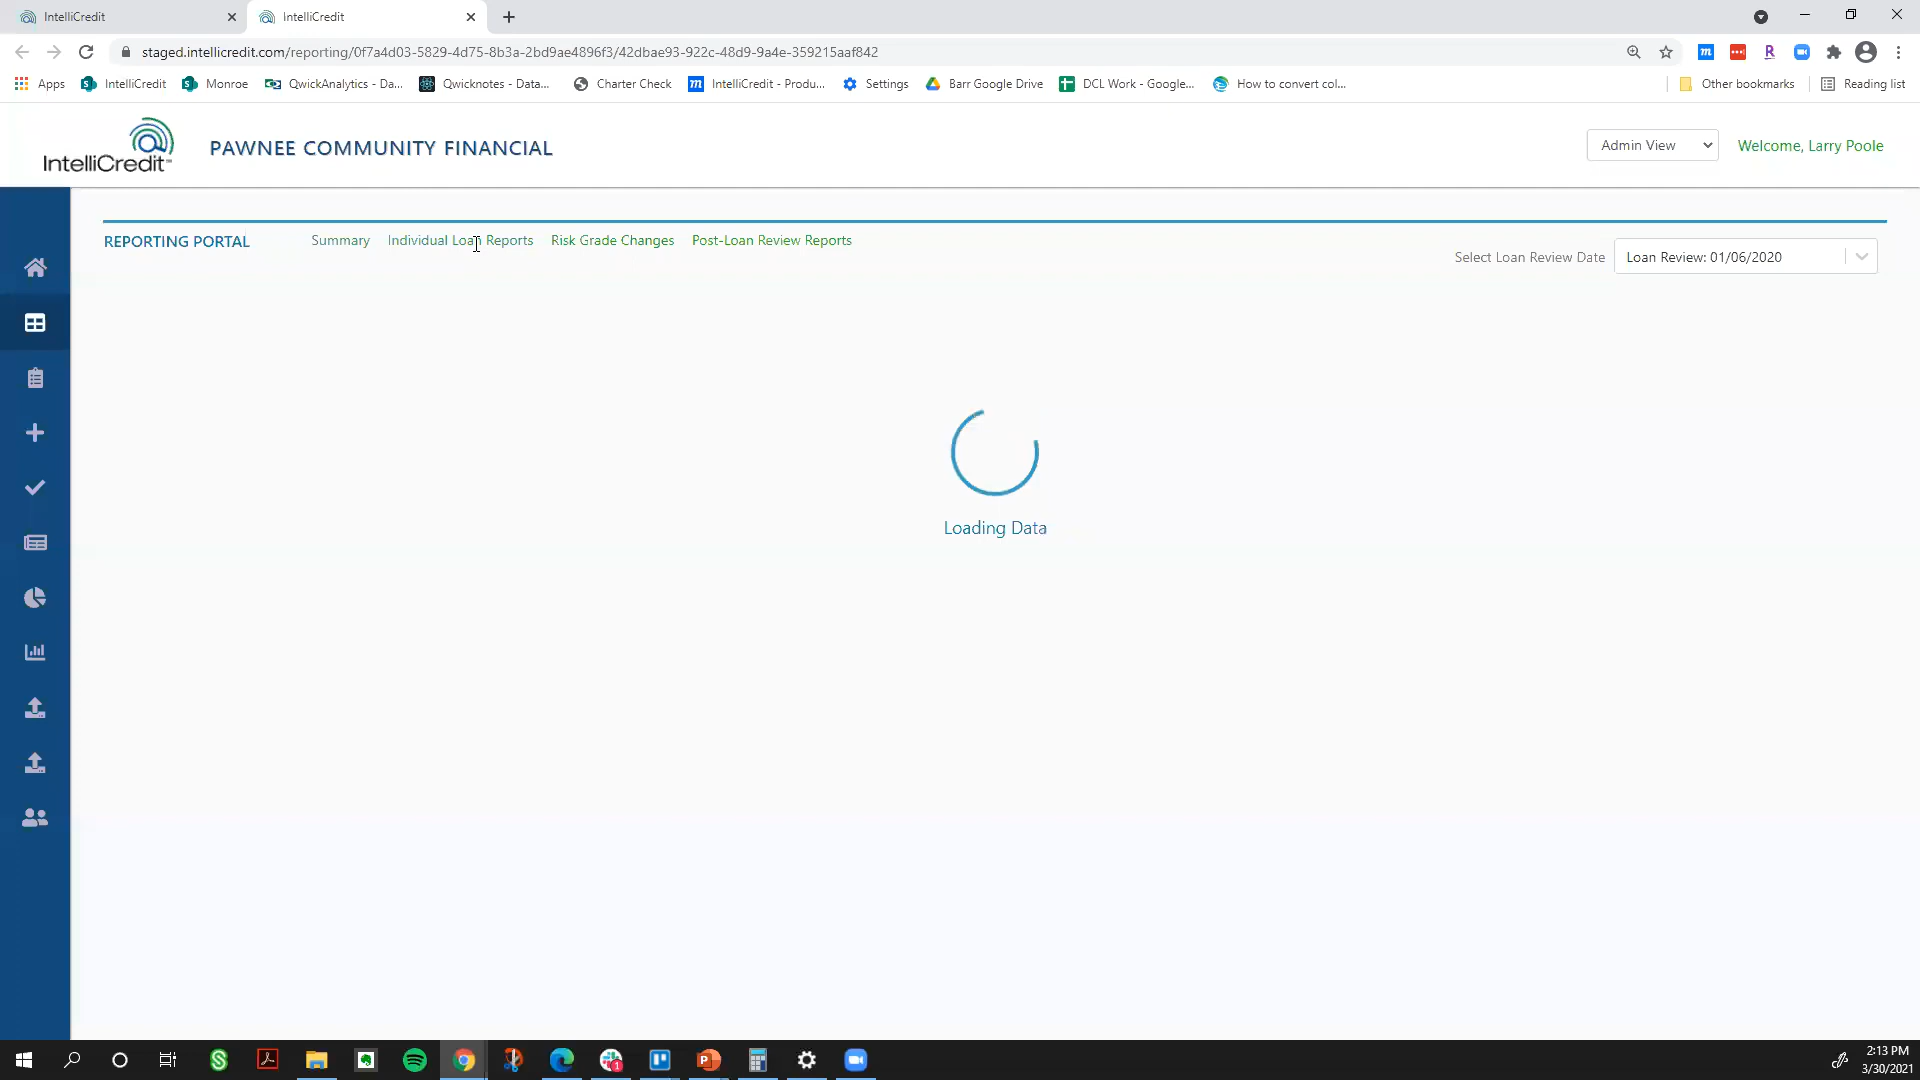 IntelliCredit
IntelliCredit
staged.intellicredit.com/reporting/0f7a4d03-5829-4d75-8b3a-2bd9ae4896f3/42dbae93-922c-48d9-9a4e-359215aaf842
Apps
IntelliCredit
Monroe
QwickAnalytics - Da...
Qwicknotes - Data...
Charter Check
IntelliCredit - Produ...
Settings
Barr Google Drive
DCL Work - Google...
How to convert col...
Other bookmarks
Reading list
IntelliCredit™
PAWNEE COMMUNITY FINANCIAL
Admin View
Welcome, Larry Poole
REPORTING PORTAL
Summary
Individual Loan Reports
Risk Grade Changes
Post-Loan Review Reports
Select Loan Review Date
Loan Review: 01/06/2020
Loading Data
2:13 PM
3/30/2021